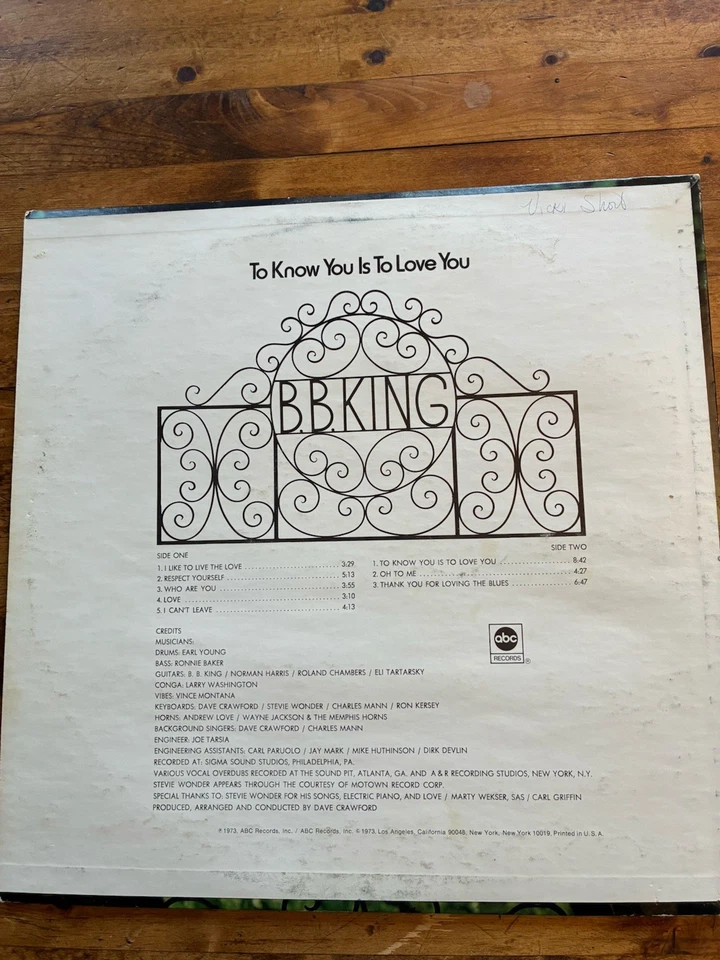 Vicki Short
To Know You Is To Love You
B.B.KING
SIDE ONE
1. I LIKE TO LIVE THE LOVE 3:29
2. RESPECT YOURSELF 5:13
3. WHO ARE YOU 3:55
4. LOVE 3:10
5. I CAN'T LEAVE 4:13
SIDE TWO
1. TO KNOW YOU IS TO LOVE YOU 8:42
2. OH TO ME 4:27
3. THANK YOU FOR LOVING THE BLUES 6:47
CREDITS
MUSICIANS:
DRUMS: EARL YOUNG
BASS: RONNIE BAKER
GUITARS: B. B. KING / NORMAN HARRIS / ROLAND CHAMBERS / ELI TARTARSKY
CONGA: LARRY WASHINGTON
VIBES: VINCE MONTANA
KEYBOARDS: DAVE CRAWFORD / STEVIE WONDER / CHARLES MANN / RON KERSEY
HORNS: ANDREW LOVE / WAYNE JACKSON & THE MEMPHIS HORNS
BACKGROUND SINGERS: DAVE CRAWFORD / CHARLES MANN
ENGINEER: JOE TARSIA
ENGINEERING ASSISTANTS: CARL PARUOLO / JAY MARK / MIKE HUTHINSON / DIRK DEVLIN
RECORDED AT: SIGMA SOUND STUDIOS, PHILADELPHIA, PA.
VARIOUS VOCAL OVERDUBS RECORDED AT THE SOUND PIT, ATLANTA, GA. AND A & R RECORDING STUDIOS, NEW YORK, N.Y.
STEVIE WONDER APPEARS THROUGH THE COURTESY OF MOTOWN RECORD CORP.
SPECIAL THANKS TO: STEVIE WONDER FOR HIS SONGS, ELECTRIC PIANO, AND LOVE / MARTY WEKSER, SAS / CARL GRIFFIN
PRODUCED, ARRANGED AND CONDUCTED BY DAVE CRAWFORD
abc
RECORDS ®
℗ 1973, ABC Records, Inc. / ABC Records, Inc. © 1973, Los Angeles, California 90048, New York, New York 10019. Printed in U.S.A.